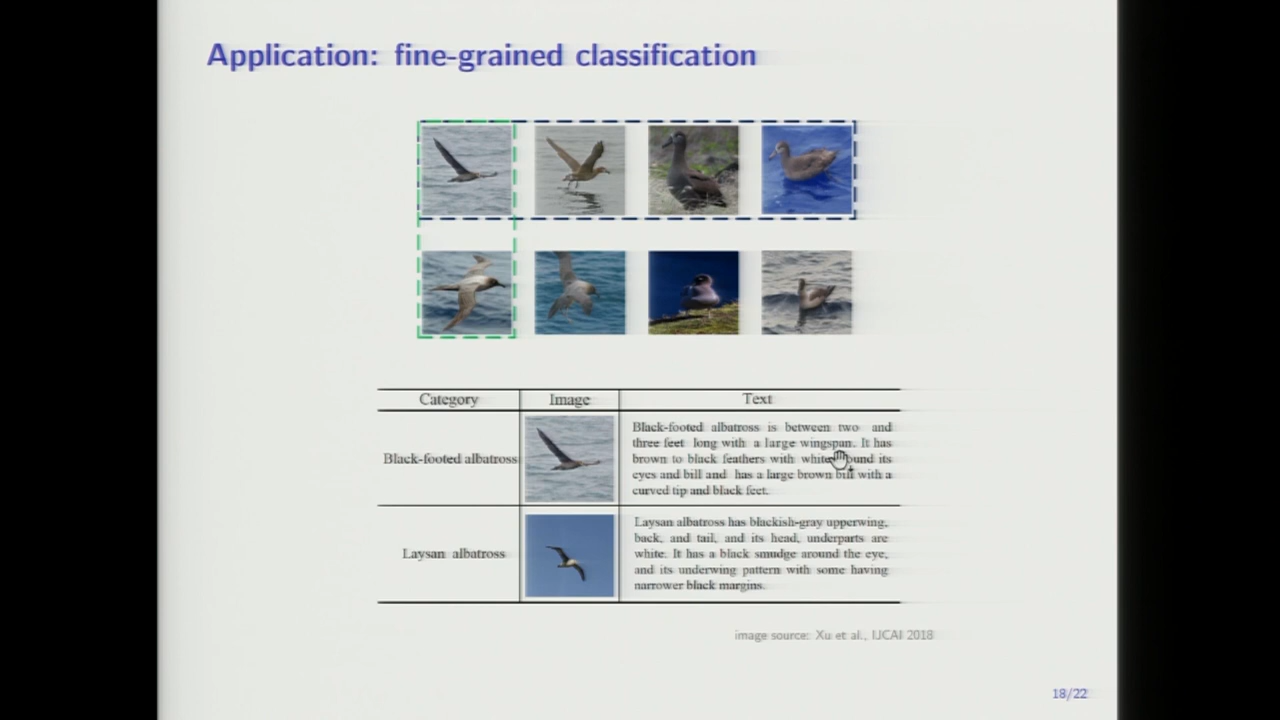 Application: fine-grained classification
Category Image Text
Black-footed albatross
Black-footed albatross is between two and
three feet long with a large wingspan. It has
brown to black feathers with white ound its
eyes and bill and has a large brown bill with a
curved tip and black feet.
Laysan albatross
Laysan albatross has blackish-gray upperwing,
back, and tail, and its head, underparts are
white. It has a black smudge around the eye,
and its underwing pattern with some having
narrower black margins.
image source: Xu et al., IJCAI 2018
18/22